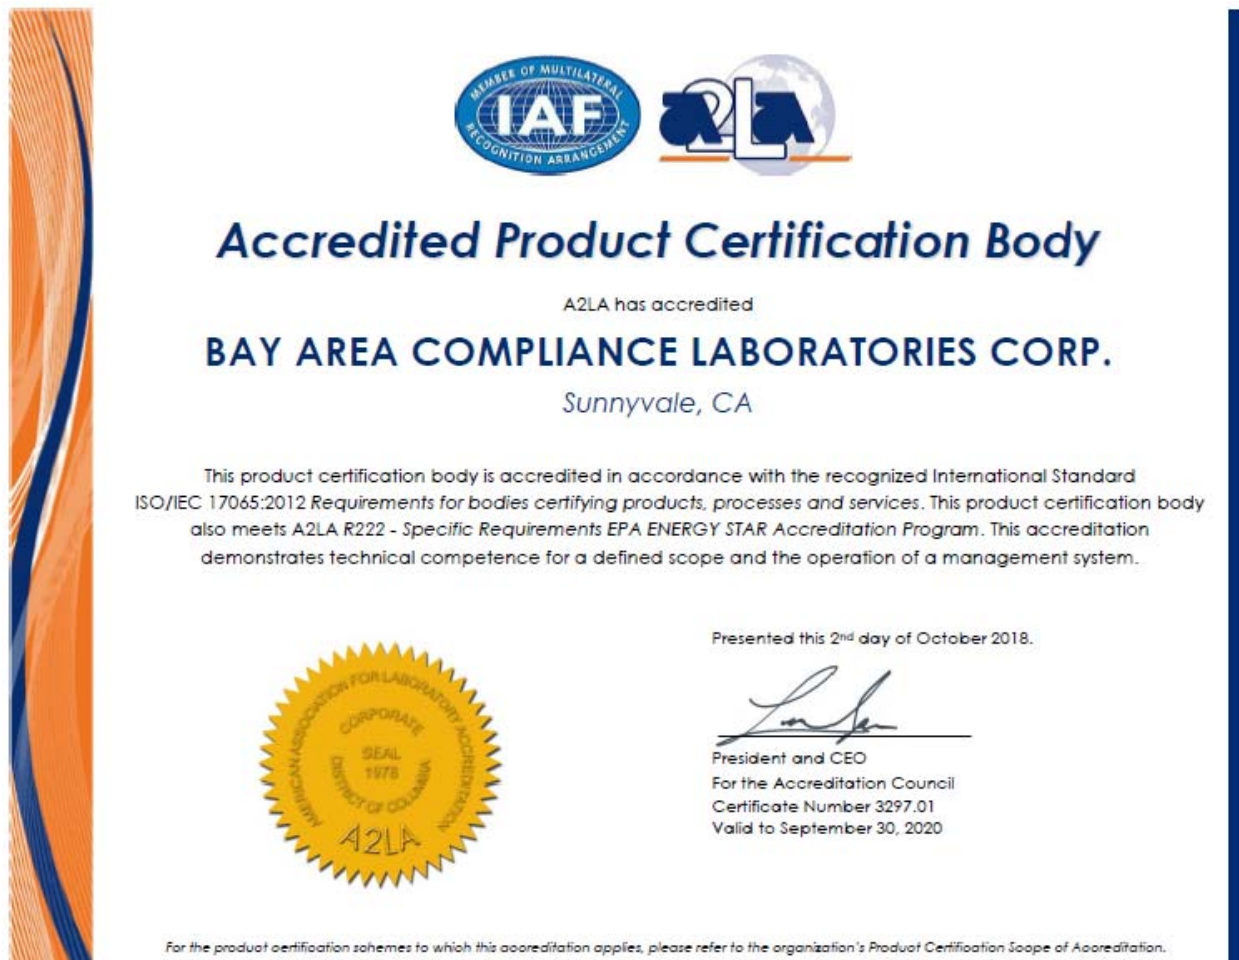 MEMBER OF MULTILATERAL
IAF
RECOGNITION ARRANGEMENT
a2La
Accredited Product Certification Body
A2LA has accredited
BAY AREA COMPLIANCE LABORATORIES CORP.
Sunnyvale, CA
This product certification body is accredited in accordance with the recognized International Standard
ISO/IEC 17065:2012 Requirements for bodies certifying products, processes and services. This product certification body
also meets A2LA R222 - Specific Requirements EPA ENERGY STAR Accreditation Program. This accreditation
demonstrates technical competence for a defined scope and the operation of a management system.
Presented this 2nd day of October 2018.
AMERICAN ASSOCIATION FOR LABORATORY ACCREDITATION
CORPORATE
SEAL
1978
DISTRICT OF COLUMBIA
A2LA
President and CEO
For the Accreditation Council
Certificate Number 3297.01
Valid to September 30, 2020
For the product certification schemes to which this accreditation applies, please refer to the organization's Product Certification Scope of Accreditation.